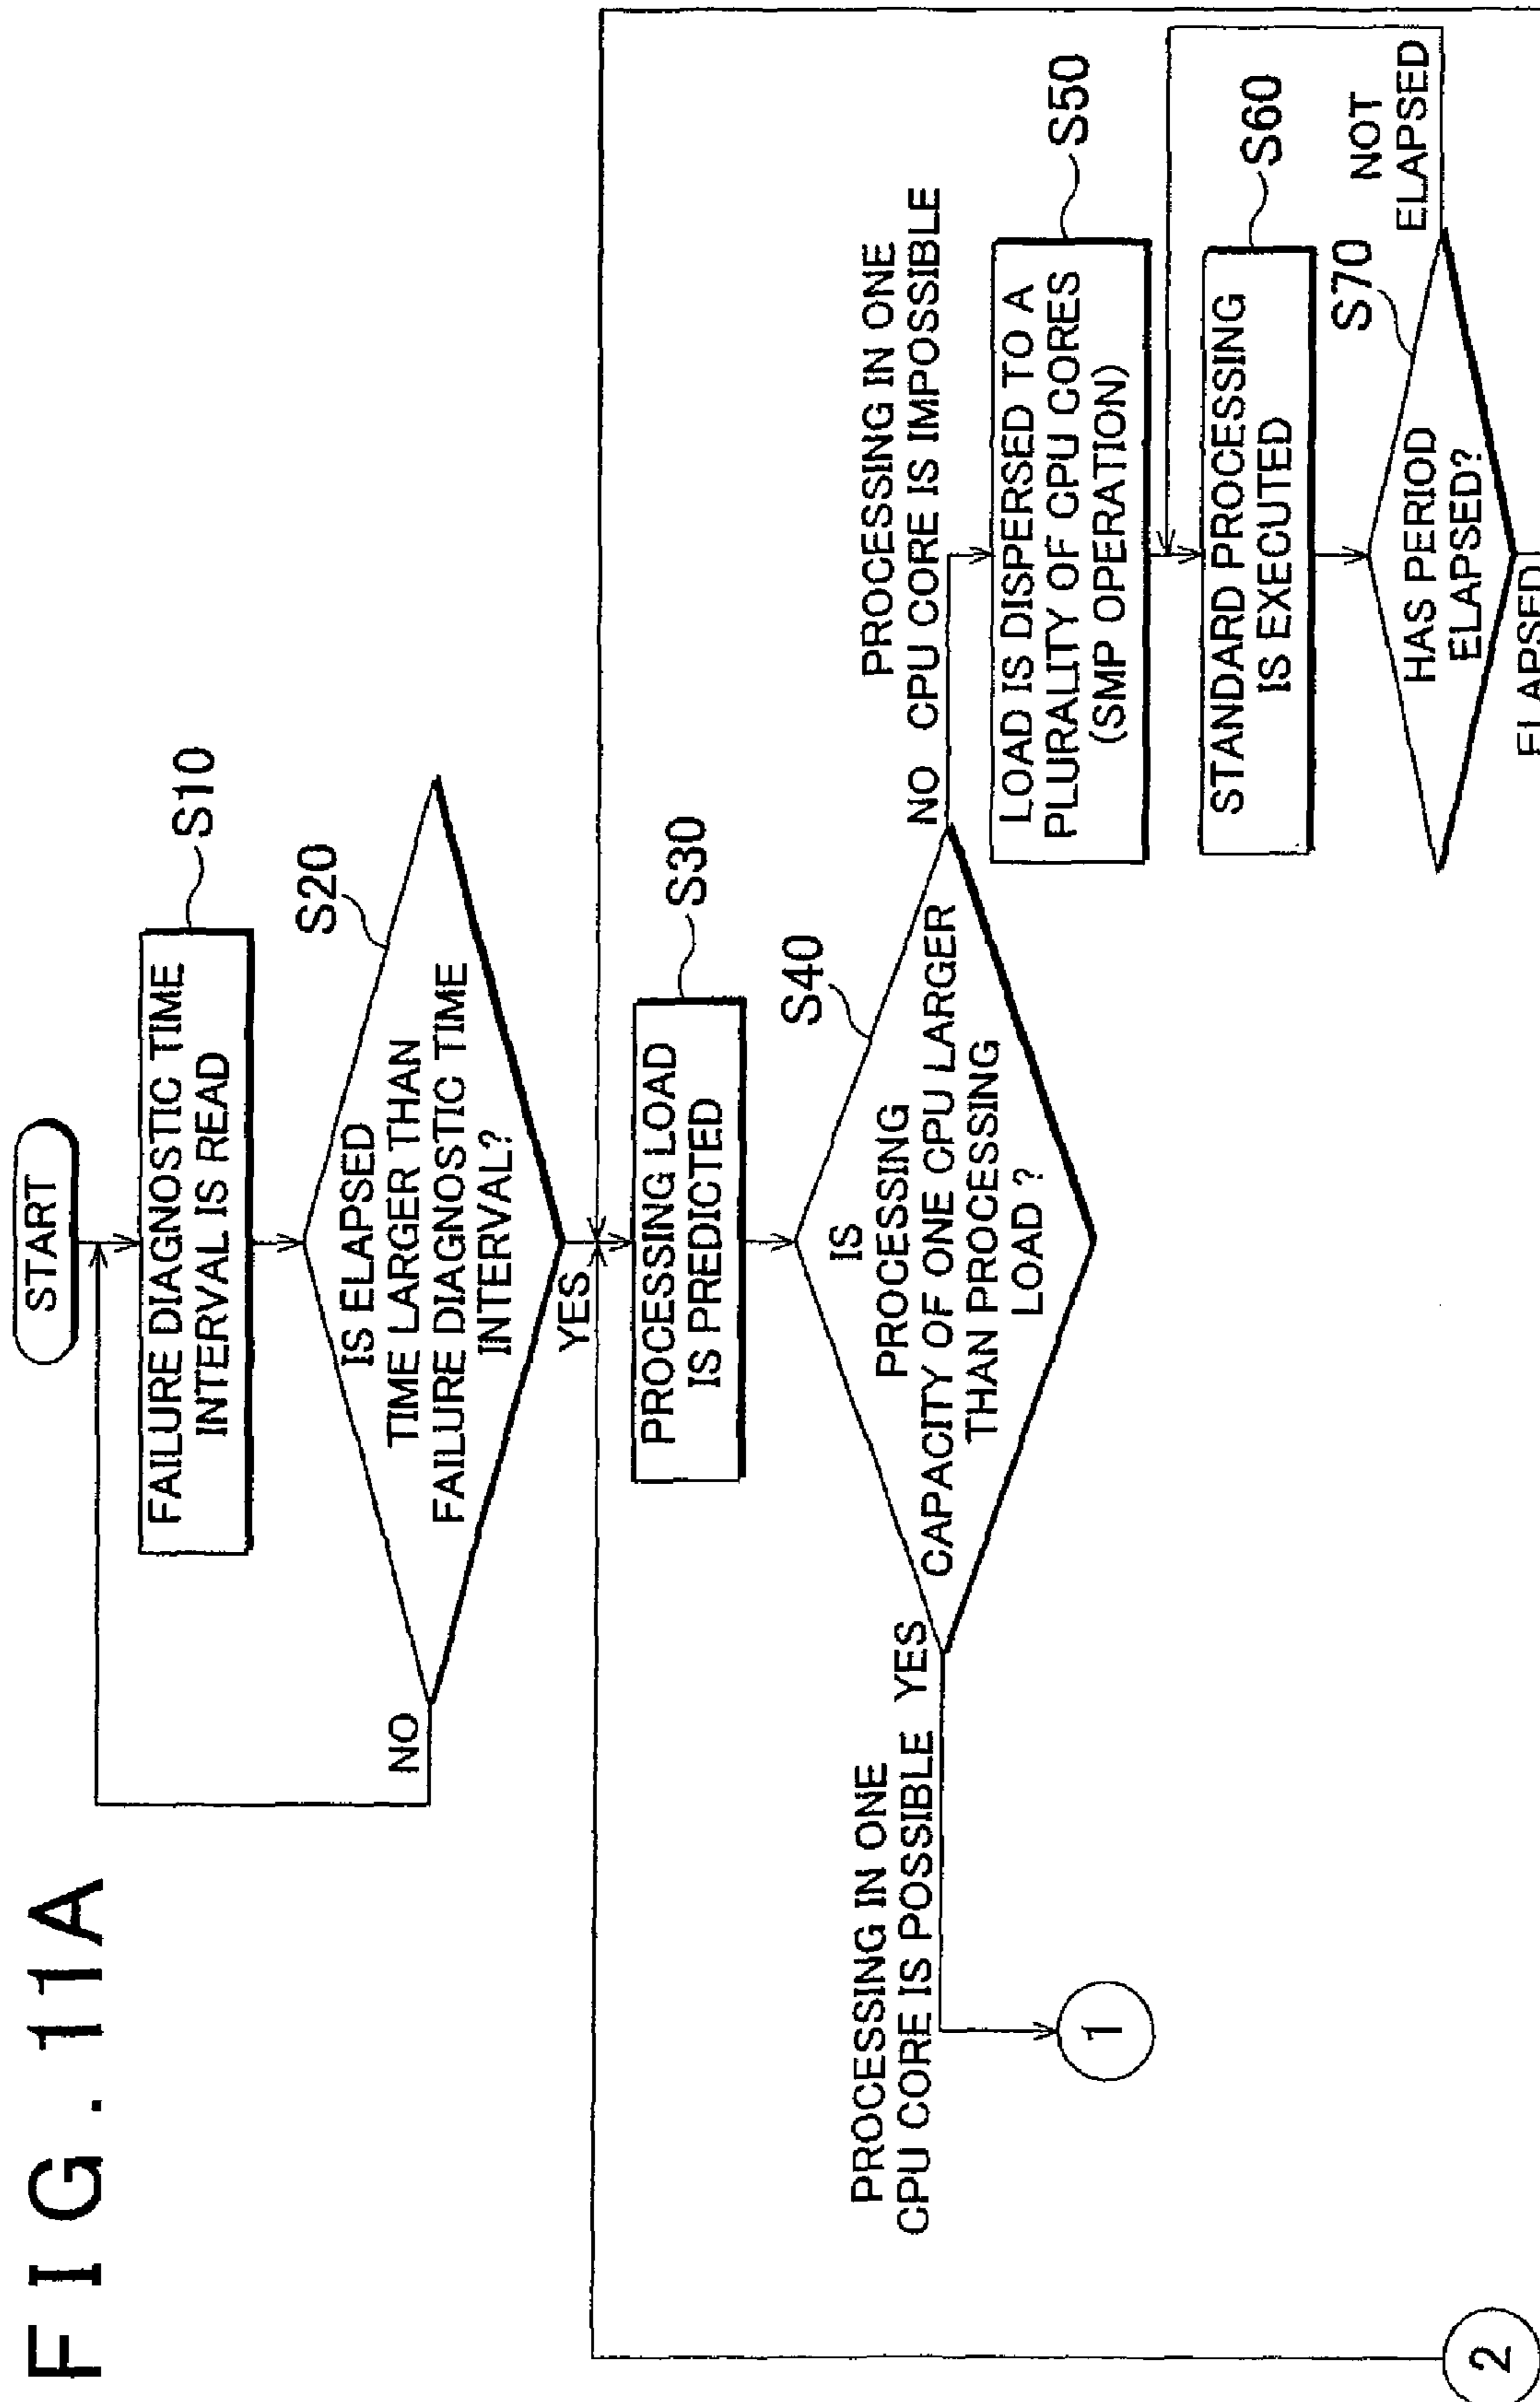 FIG. 11A
START
FAILURE DIAGNOSTIC TIME
INTERVAL IS READ
S10
S20
IS ELAPSED
TIME LARGER THAN
FAILURE DIAGNOSTIC TIME
INTERVAL?
NO
YES
PROCESSING LOAD
IS PREDICTED
S30
S40
IS
PROCESSING
CAPACITY OF ONE CPU LARGER
THAN PROCESSING
LOAD ?
PROCESSING IN ONE
CPU CORE IS POSSIBLE
YES
1
NO
PROCESSING IN ONE
CPU CORE IS IMPOSSIBLE
LOAD IS DISPERSED TO A
PLURALITY OF CPU CORES
(SMP OPERATION)
S50
STANDARD PROCESSING
IS EXECUTED
S60
S70
HAS PERIOD
ELAPSED?
NOT
ELAPSED
ELAPSED
2